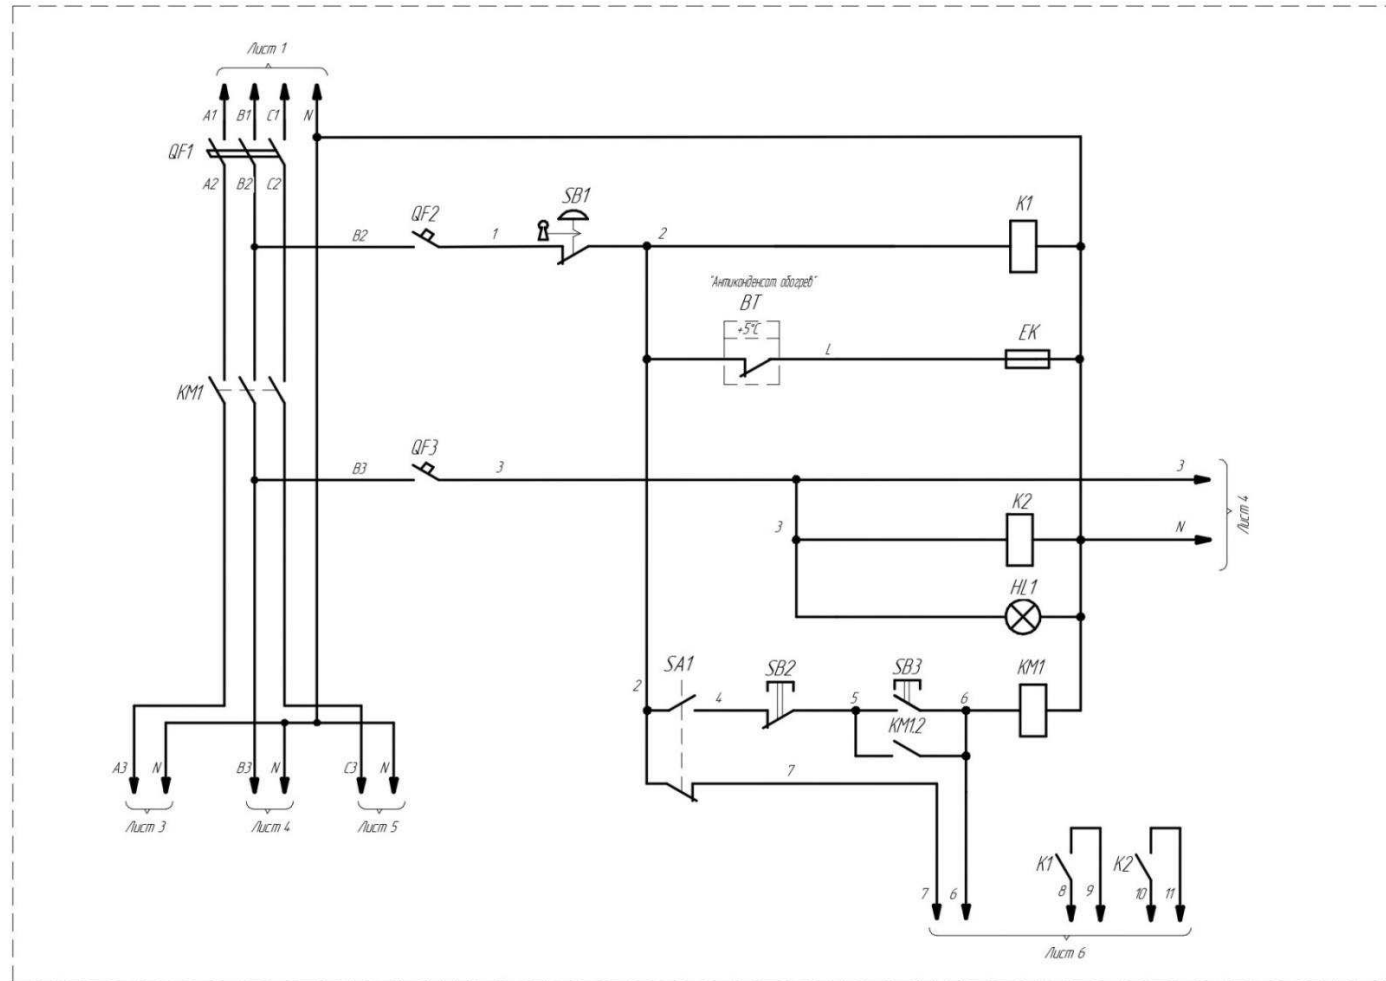 Лист 1
A1 B1 C1 N
QF1
A2 B2 C2
SB1
QF2
K1
B2 1 2
"Антиконденсат. обогрев"
BT
+5°C
L
EK
KM1
QF3
B3 3 3
K2
3 N
Лист 4
HL1
SA1 SB2 SB3 KM1
2 4 5 6
KM1.2
7
A3 N B3 N C3 N
Лист 3 Лист 4 Лист 5
K1 K2
7 6 8 9 10 11
Лист 6